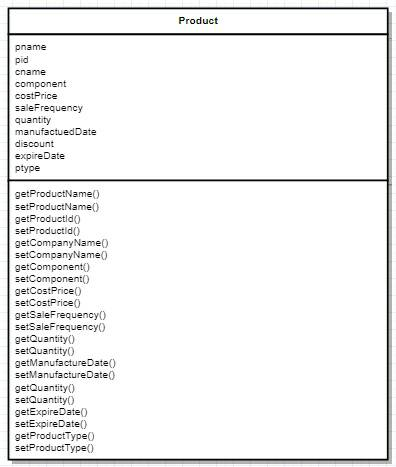 Product
pname
pid
cname
component
costPrice
saleFrequency
quantity
manufactuedDate
discount
expireDate
ptype
getProductName()
setProductName()
getProductId()
setProductId()
getCompanyName()
setCompanyName()
getComponent()
setComponent()
getCostPrice()
setCostPrice()
getSaleFrequency()
setSaleFrequency()
getQuantity()
setQuantity()
getManufactureDate()
setManufactureDate()
getQuantity()
setQuantity()
getExpireDate()
setExpireDate()
getProductType()
setProductType()